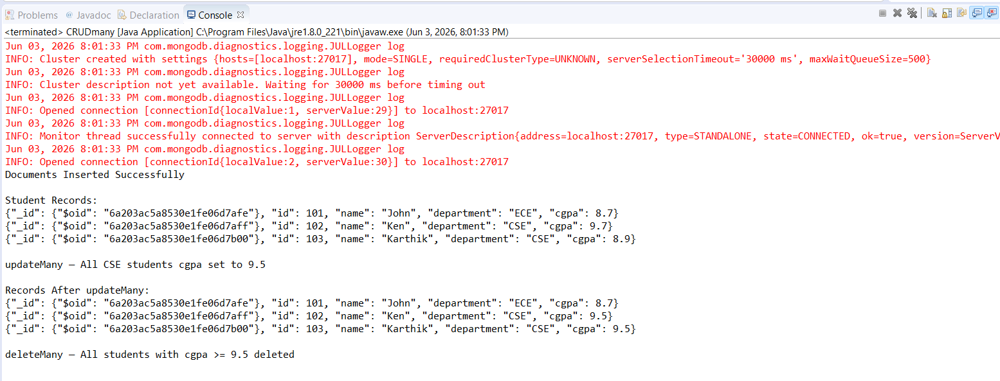 Problems @ Javadoc Declaration Console
<terminated> CRUDmany [Java Application] C:\Program Files\Java\jre1.8.0_221\bin\javaw.exe (Jun 3, 2026, 8:01:33 PM)
Jun 03, 2026 8:01:33 PM com.mongodb.diagnostics.logging.JULLogger log
INFO: Cluster created with settings {hosts=[localhost:27017], mode=SINGLE, requiredClusterType=UNKNOWN, serverSelectionTimeout='30000 ms', maxWaitQueueSize=500}
Jun 03, 2026 8:01:33 PM com.mongodb.diagnostics.logging.JULLogger log
INFO: Cluster description not yet available. Waiting for 30000 ms before timing out
Jun 03, 2026 8:01:33 PM com.mongodb.diagnostics.logging.JULLogger log
INFO: Opened connection [connectionId{localValue:1, serverValue:29}] to localhost:27017
Jun 03, 2026 8:01:33 PM com.mongodb.diagnostics.logging.JULLogger log
INFO: Monitor thread successfully connected to server with description ServerDescription{address=localhost:27017, type=STANDALONE, state=CONNECTED, ok=true, version=ServerV
Jun 03, 2026 8:01:33 PM com.mongodb.diagnostics.logging.JULLogger log
INFO: Opened connection [connectionId{localValue:2, serverValue:30}] to localhost:27017
Documents Inserted Successfully
Student Records:
{"_id": {"$oid": "6a203ac5a8530e1fe06d7afe"}, "id": 101, "name": "John", "department": "ECE", "cgpa": 8.7}
{"_id": {"$oid": "6a203ac5a8530e1fe06d7aff"}, "id": 102, "name": "Ken", "department": "CSE", "cgpa": 9.7}
{"_id": {"$oid": "6a203ac5a8530e1fe06d7b00"}, "id": 103, "name": "Karthik", "department": "CSE", "cgpa": 8.9}
updateMany — All CSE students cgpa set to 9.5
Records After updateMany:
{"_id": {"$oid": "6a203ac5a8530e1fe06d7afe"}, "id": 101, "name": "John", "department": "ECE", "cgpa": 8.7}
{"_id": {"$oid": "6a203ac5a8530e1fe06d7aff"}, "id": 102, "name": "Ken", "department": "CSE", "cgpa": 9.5}
{"_id": {"$oid": "6a203ac5a8530e1fe06d7b00"}, "id": 103, "name": "Karthik", "department": "CSE", "cgpa": 9.5}
deleteMany — All students with cgpa >= 9.5 deleted